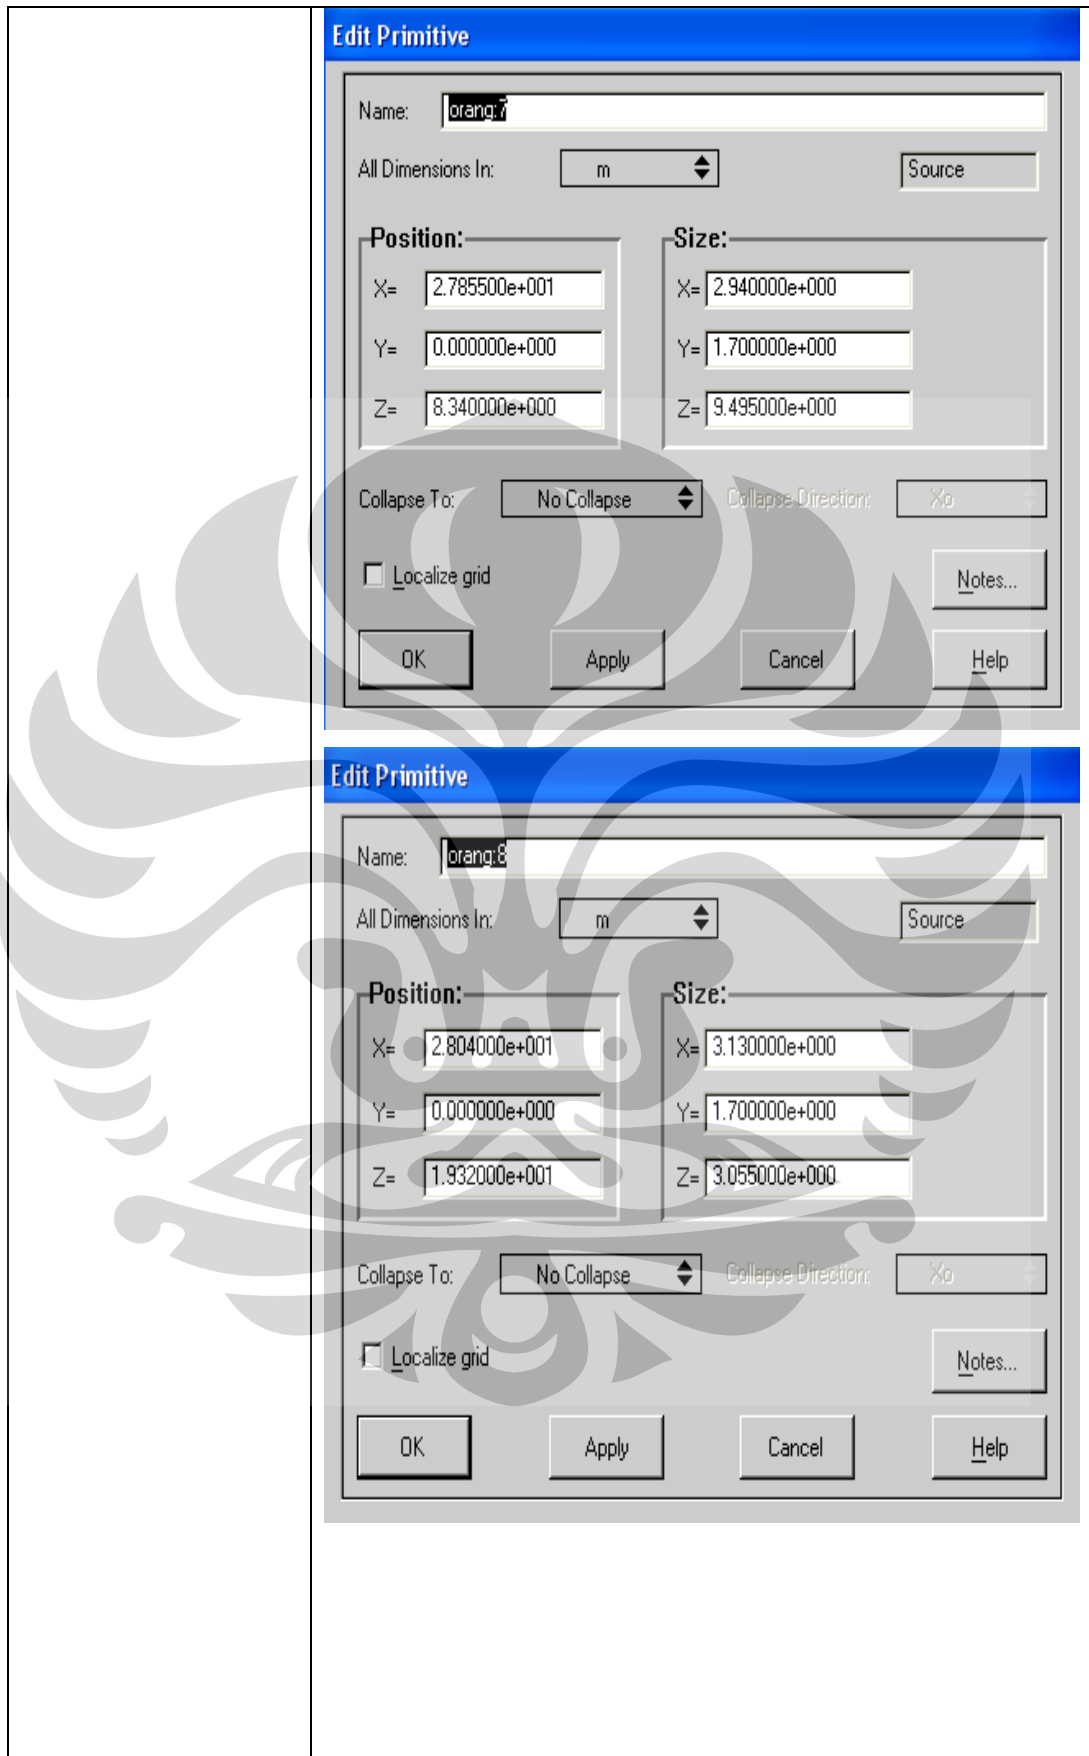 Edit Primitive
Name: orang:7
All Dimensions In: m Source
Position: Size:
X= 2.785500e+001 X= 2.940000e+000
Y= 0.000000e+000 Y= 1.700000e+000
Z= 8.340000e+000 Z= 9.495000e+000
Collapse To: No Collapse Collapse Direction: Xo
Localize grid Notes...
OK Apply Cancel Help
Edit Primitive
Name: orang:8
All Dimensions In: m Source
Position: Size:
X= 2.804000e+001 X= 3.130000e+000
Y= 0.000000e+000 Y= 1.700000e+000
Z= 1.932000e+001 Z= 3.055000e+000
Collapse To: No Collapse Collapse Direction: Xo
Localize grid Notes...
OK Apply Cancel Help